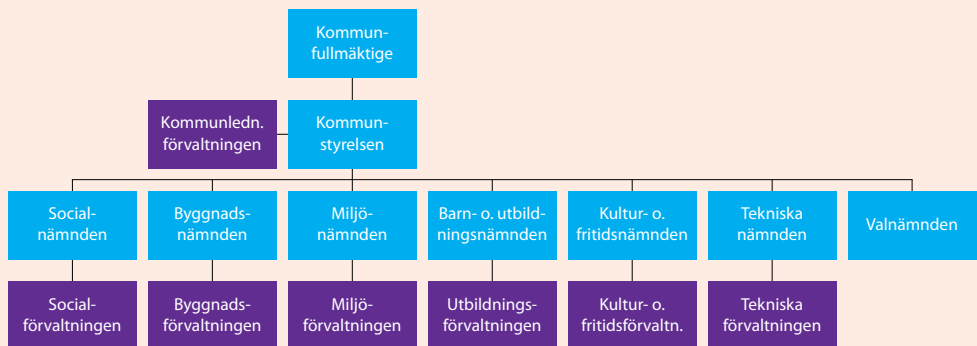 Kommun-
fullmäktige
Kommunledn.
förvaltningen
Kommun-
styrelsen
Social-
nämnden
Byggnads-
nämnden
Miljö-
nämnden
Barn- o. utbild-
ningsnämnden
Kultur- o.
fritidsnämnden
Tekniska
nämnden
Valnämnden
Social-
förvaltningen
Byggnads-
förvaltningen
Miljö-
förvaltningen
Utbildnings-
förvaltningen
Kultur- o.
fritidsförvaltn.
Tekniska
förvaltningen